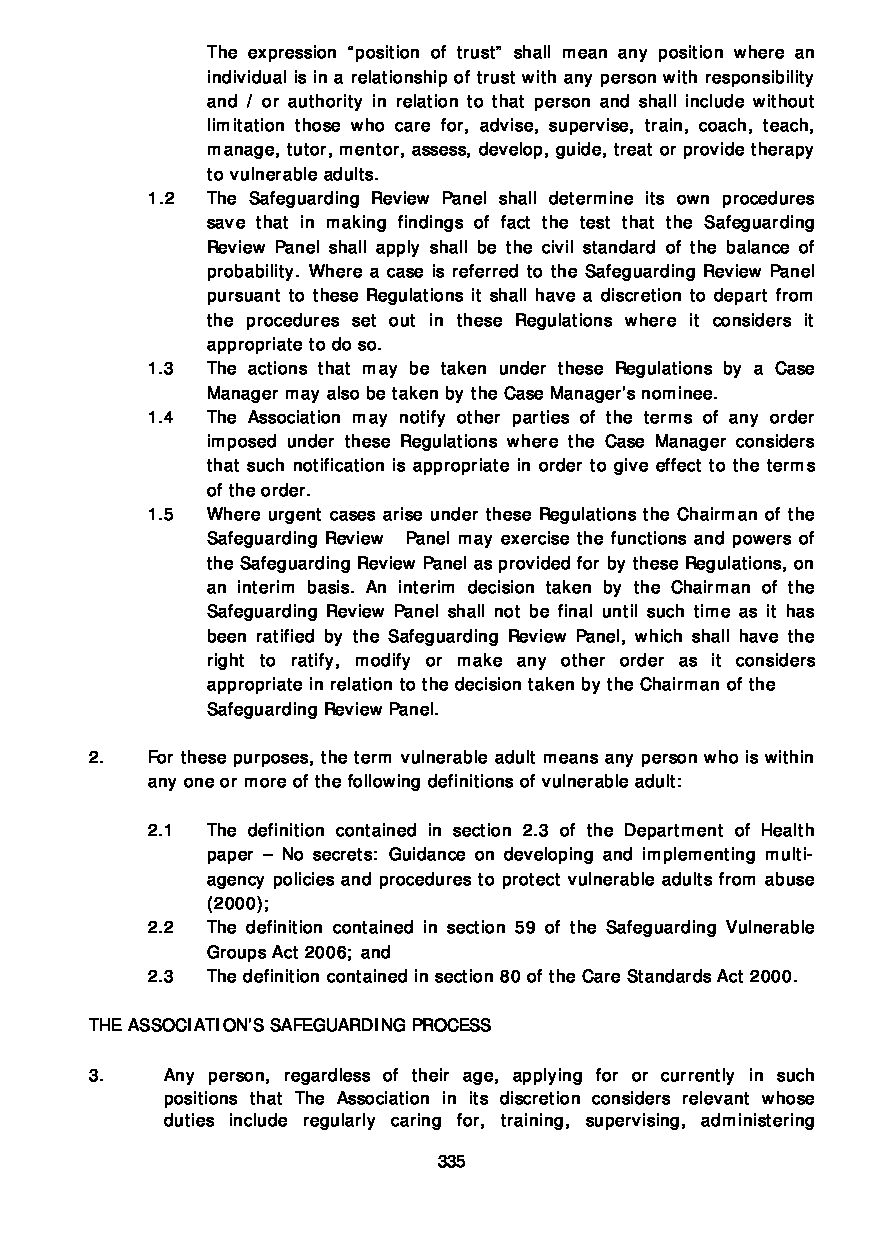 The expression “position of trust” shall mean any position where an
individual is in a relationship of trust with any person with responsibility
and / or authority in relation to that person and shall include without
limitation those who care for, advise, supervise, train, coach, teach,
manage, tutor, mentor, assess, develop, guide, treat or provide therapy
to vulnerable adults.
1.2 The Safeguarding Review Panel shall determine its own procedures
save that in making findings of fact the test that the Safeguarding
Review Panel shall apply shall be the civil standard of the balance of
probability. Where a case is referred to the Safeguarding Review Panel
pursuant to these Regulations it shall have a discretion to depart from
the procedures set out in these Regulations where it considers it
appropriate to do so.
1.3 The actions that may be taken under these Regulations by a Case
Manager may also be taken by the Case Manager’s nominee.
1.4 The Association may notify other parties of the terms of any order
imposed under these Regulations where the Case Manager considers
that such notification is appropriate in order to give effect to the terms
of the order.
1.5 Where urgent cases arise under these Regulations the Chairman of the
Safeguarding Review Panel may exercise the functions and powers of
the Safeguarding Review Panel as provided for by these Regulations, on
an interim basis. An interim decision taken by the Chairman of the
Safeguarding Review Panel shall not be final until such time as it has
been ratified by the Safeguarding Review Panel, which shall have the
right to ratify, modify or make any other order as it considers
appropriate in relation to the decision taken by the Chairman of the
Safeguarding Review Panel.
2. For these purposes, the term vulnerable adult means any person who is within
any one or more of the following definitions of vulnerable adult:
2.1 The definition contained in section 2.3 of the Department of Health
paper – No secrets: Guidance on developing and implementing multi-
agency policies and procedures to protect vulnerable adults from abuse
(2000);
2.2 The definition contained in section 59 of the Safeguarding Vulnerable
Groups Act 2006; and
2.3 The definition contained in section 80 of the Care Standards Act 2000.
THE ASSOCIATION’S SAFEGUARDING PROCESS
3. Any person, regardless of their age, applying for or currently in such
positions that The Association in its discretion considers relevant whose
duties include regularly caring for, training, supervising, administering
335